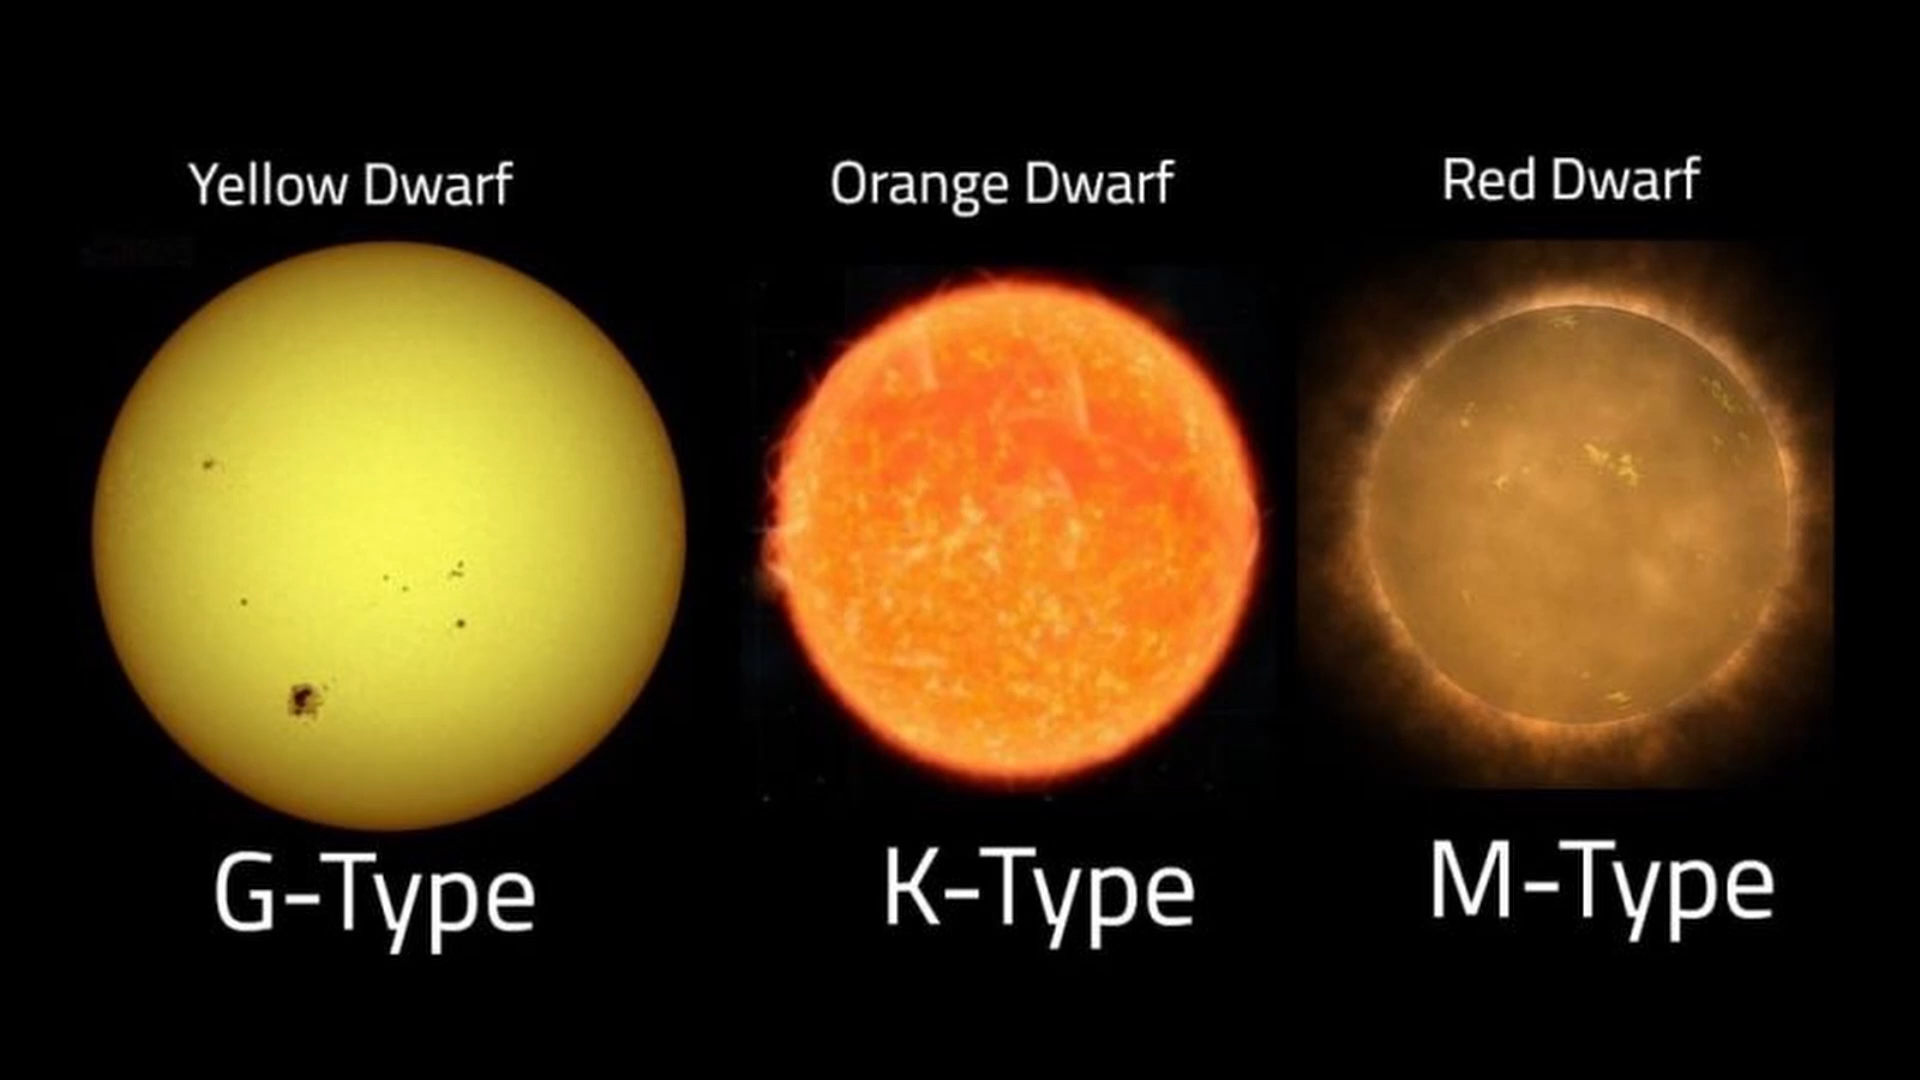 Yellow Dwarf
Orange Dwarf
Red Dwarf
G-Type
K-Type
M-Type